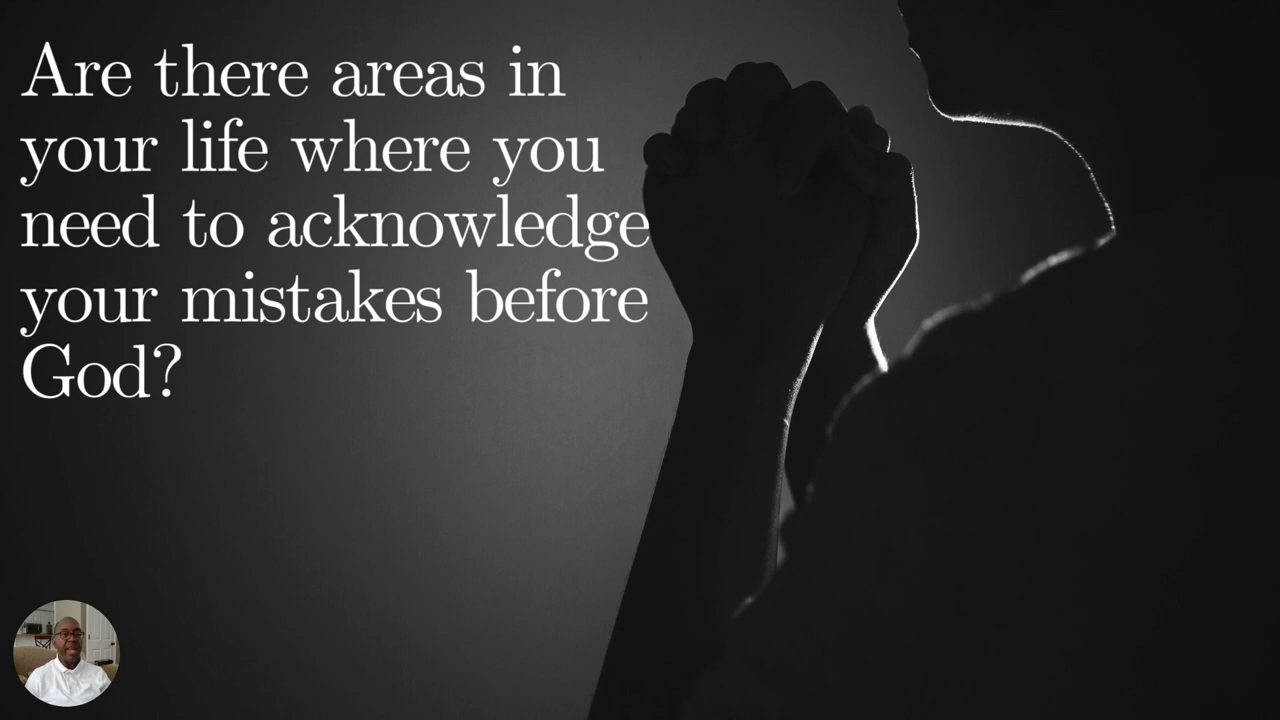 Are there areas in
your life where you
need to acknowledge
your mistakes before
God?